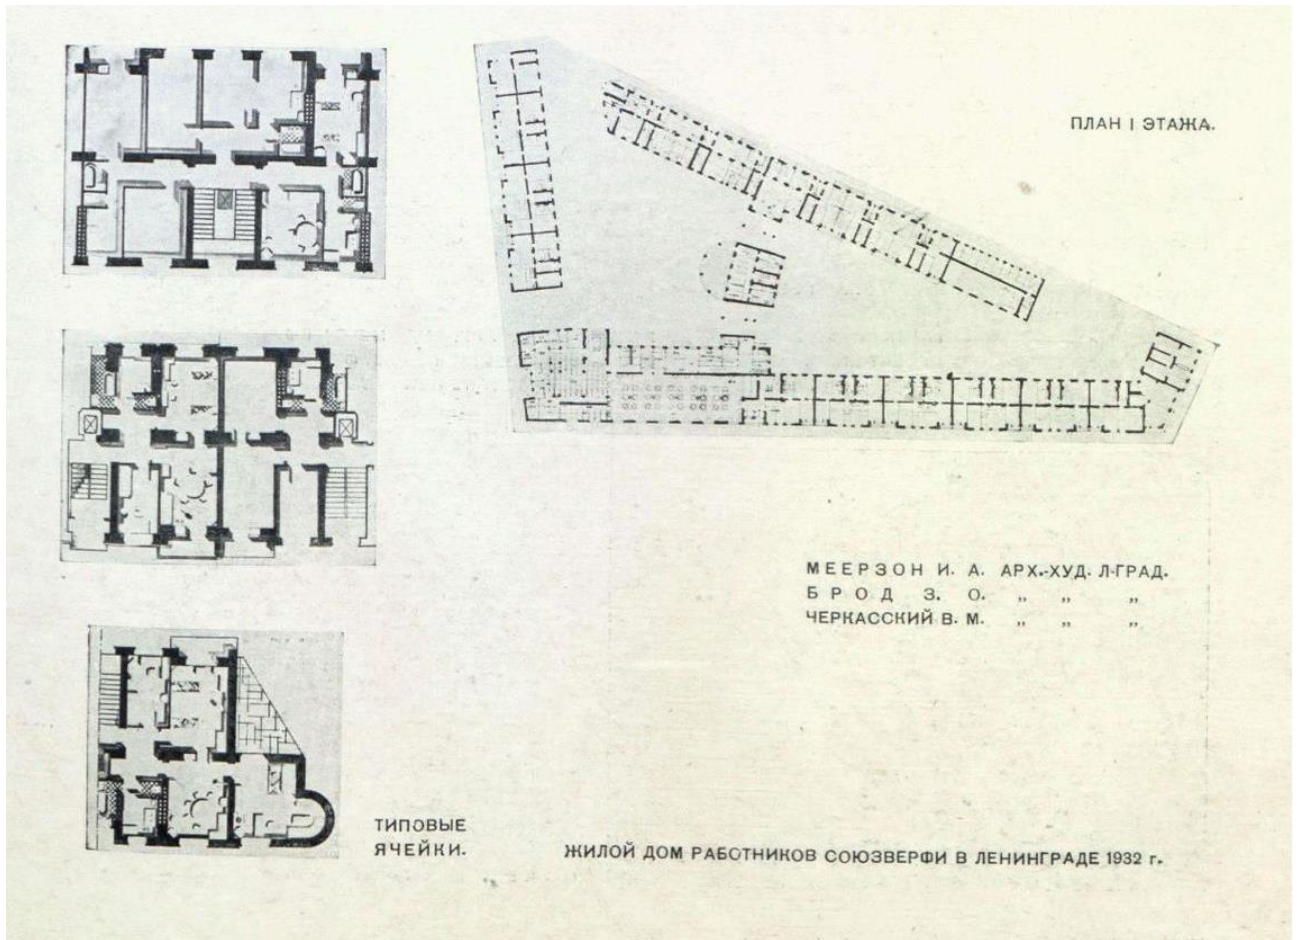 ПЛАН I ЭТАЖА.
МЕЕРЗОН И. А. АРХ.-ХУД. Л-ГРАД.
БРОД З. О. „ „ „
ЧЕРКАССКИЙ В. М. „ „ „
ТИПОВЫЕ
ЯЧЕЙКИ.
ЖИЛОЙ ДОМ РАБОТНИКОВ СОЮЗВЕРФИ В ЛЕНИНГРАДЕ 1932 г.